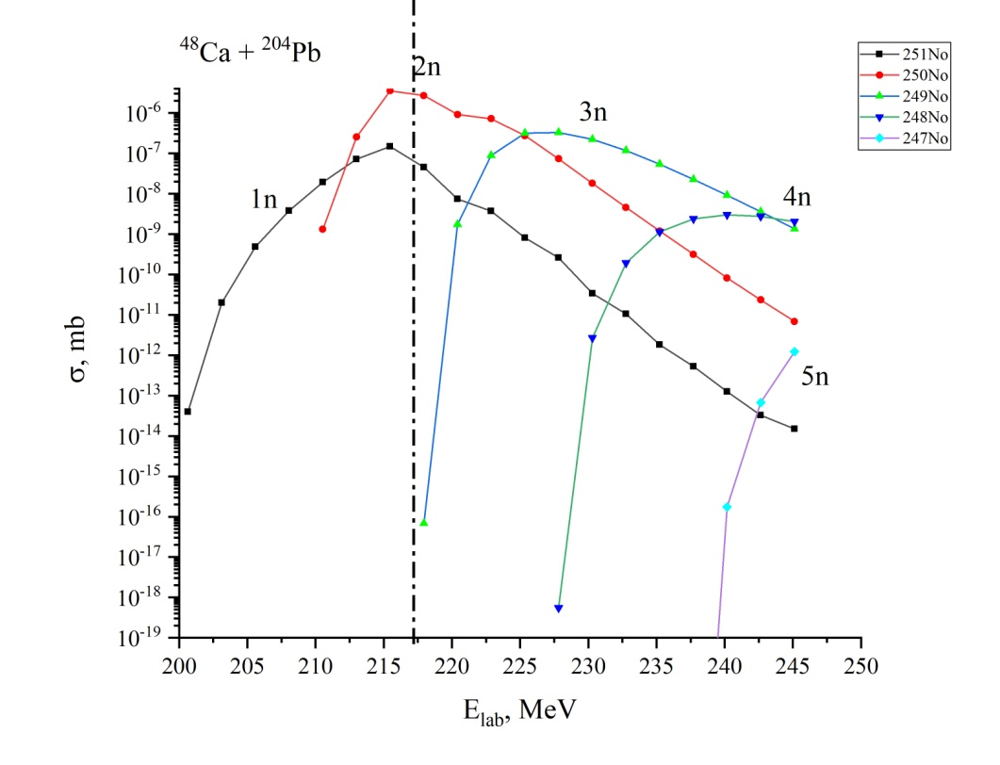 ⁴⁸Ca + ²⁰⁴Pb
2n
3n
1n
4n
5n
251No
250No
249No
248No
247No
σ, mb
10⁻⁶
10⁻⁷
10⁻⁸
10⁻⁹
10⁻¹⁰
10⁻¹¹
10⁻¹²
10⁻¹³
10⁻¹⁴
10⁻¹⁵
10⁻¹⁶
10⁻¹⁷
10⁻¹⁸
10⁻¹⁹
200 205 210 215 220 225 230 235 240 245 250
E_lab, MeV